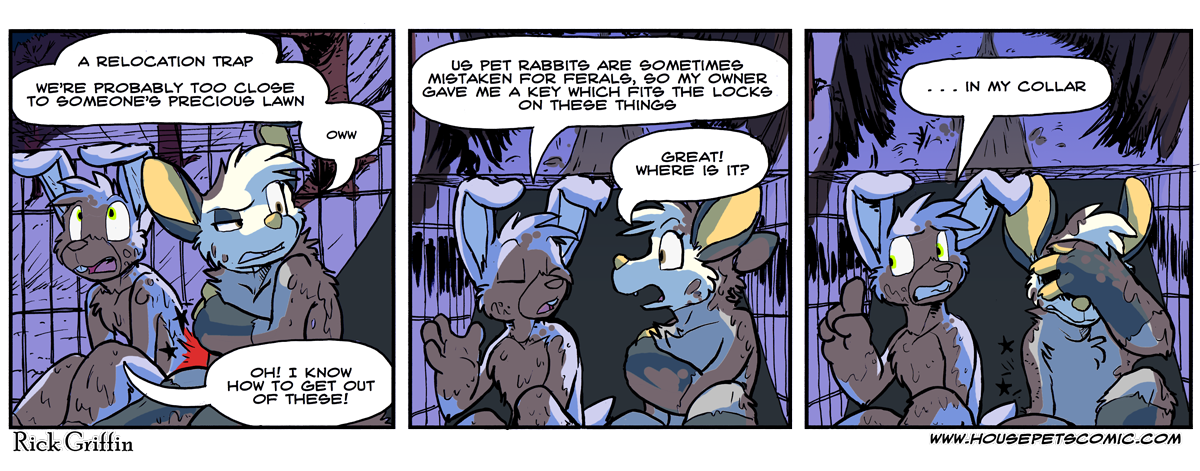 A RELOCATION TRAP
WE'RE PROBABLY TOO CLOSE
TO SOMEONE'S PRECIOUS LAWN
OWW
OH! I KNOW
HOW TO GET OUT
OF THESE!
US PET RABBITS ARE SOMETIMES
MISTAKEN FOR FERALS, SO MY OWNER
GAVE ME A KEY WHICH FITS THE LOCKS
ON THESE THINGS
GREAT!
WHERE IS IT?
. . . IN MY COLLAR
Rick Griffin
WWW.HOUSEPETSCOMIC.COM